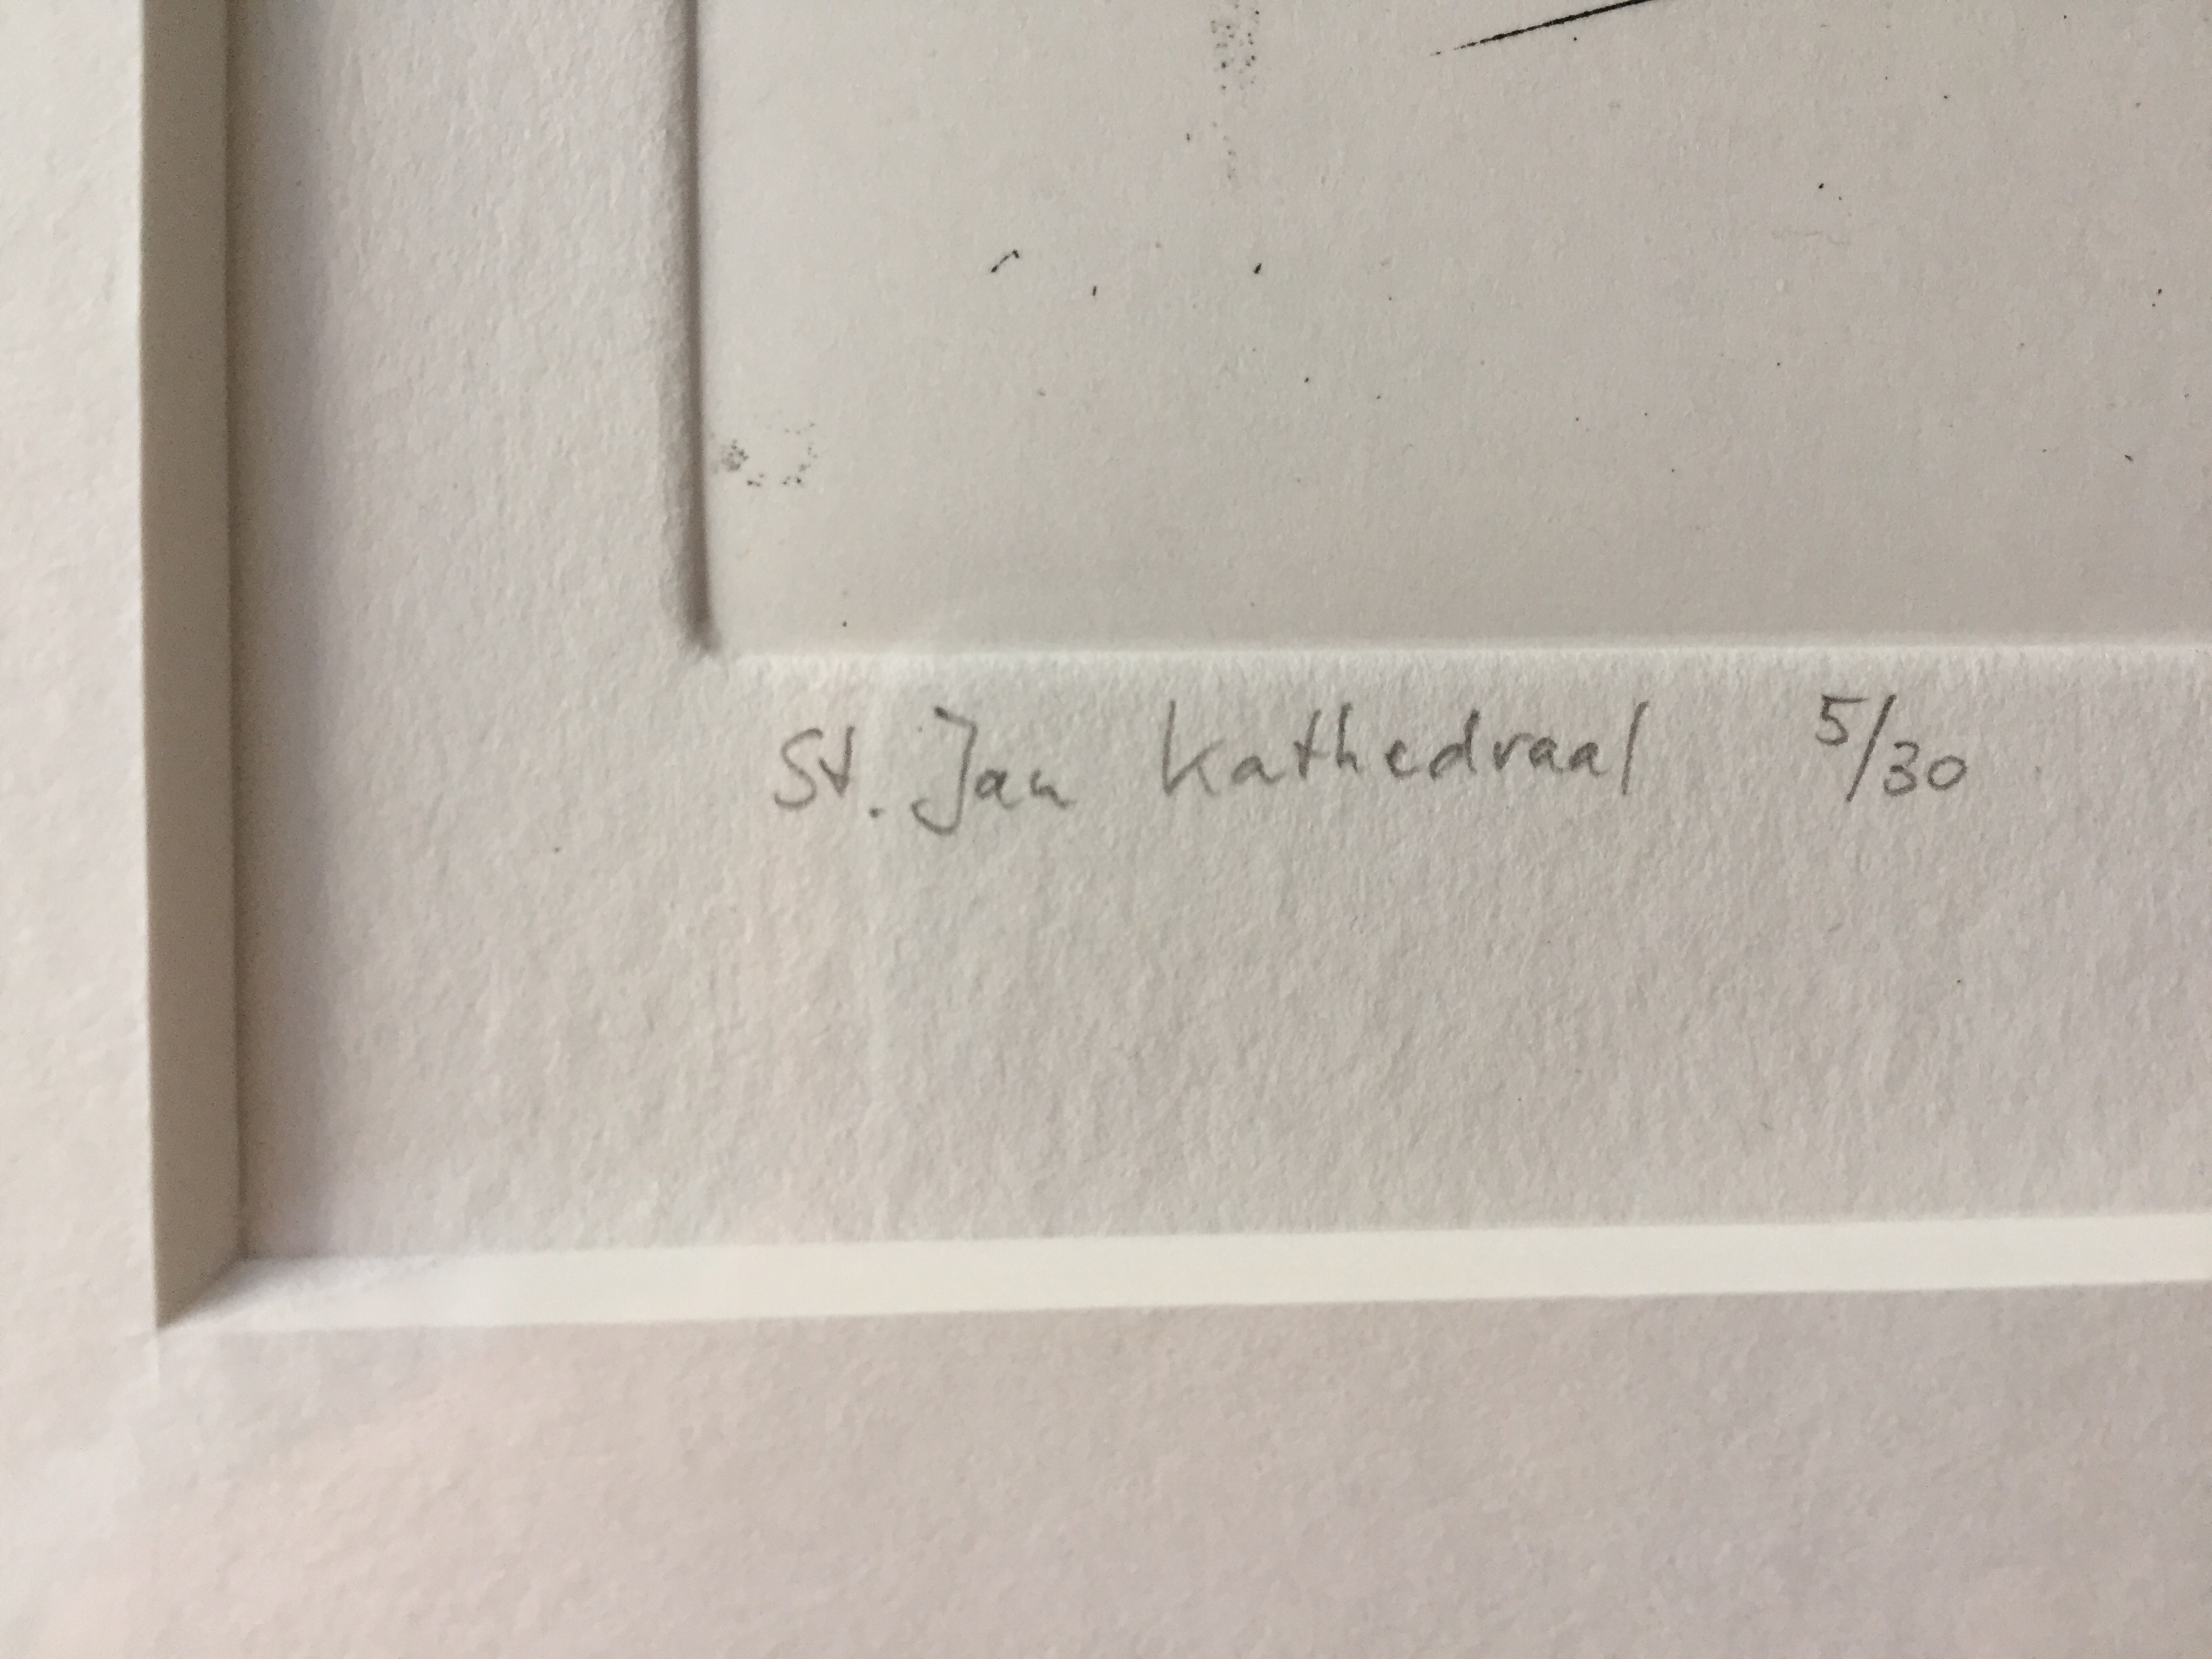 St. Jan Kathedraal 5/30